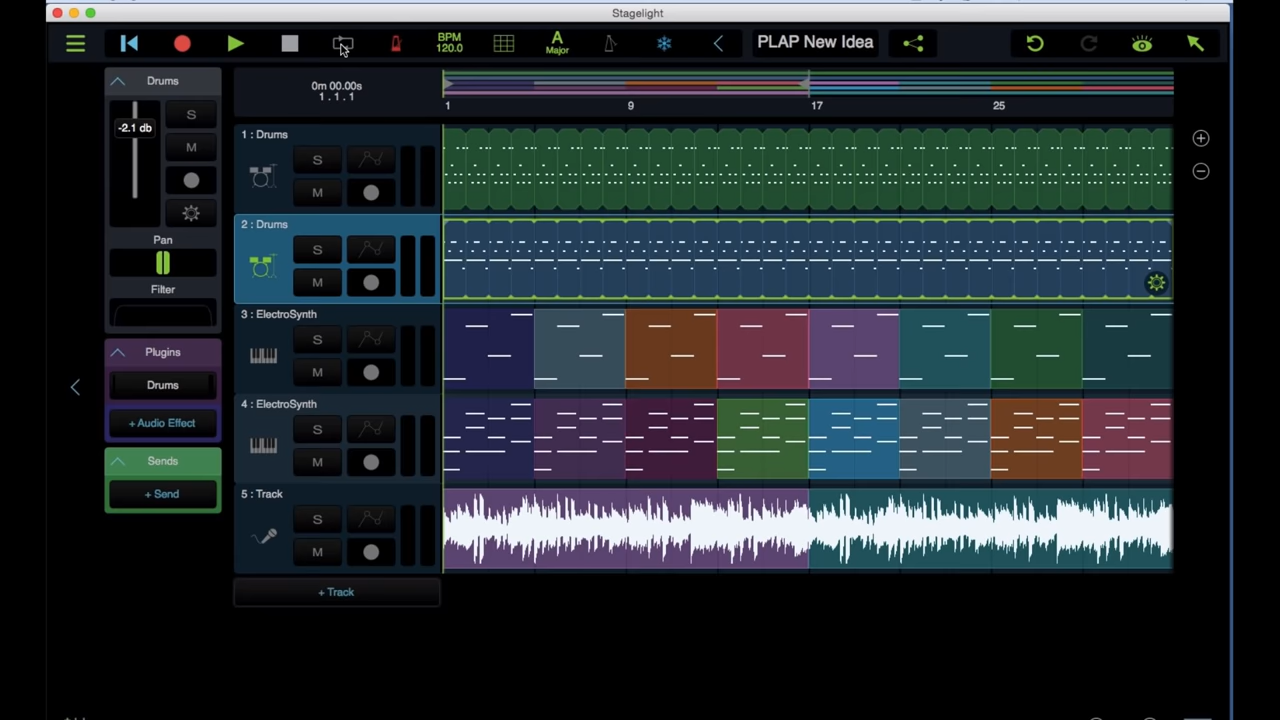 Stagelight
BPM
120.0
A
Major
PLAP New Idea
Drums
0m 00.00s
1 . 1 . 1
1
9
17
25
S
-2.1 db
M
1 : Drums
S
M
2 : Drums
S
M
Pan
Filter
3 : ElectroSynth
S
M
Plugins
Drums
+ Audio Effect
4 : ElectroSynth
S
M
Sends
+ Send
5 : Track
S
M
+ Track